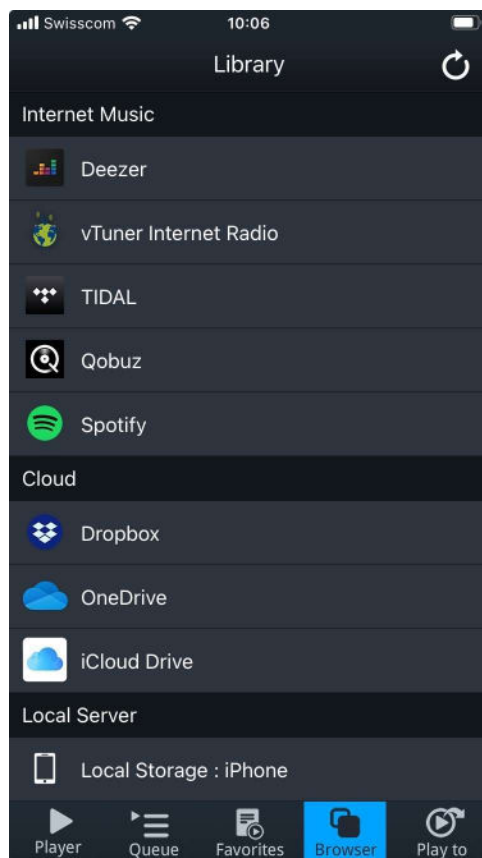 Swisscom 10:06
Library
Internet Music
Deezer
vTuner Internet Radio
TIDAL
Qobuz
Spotify
Cloud
Dropbox
OneDrive
iCloud Drive
Local Server
Local Storage : iPhone
Player Queue Favorites Browser Play to